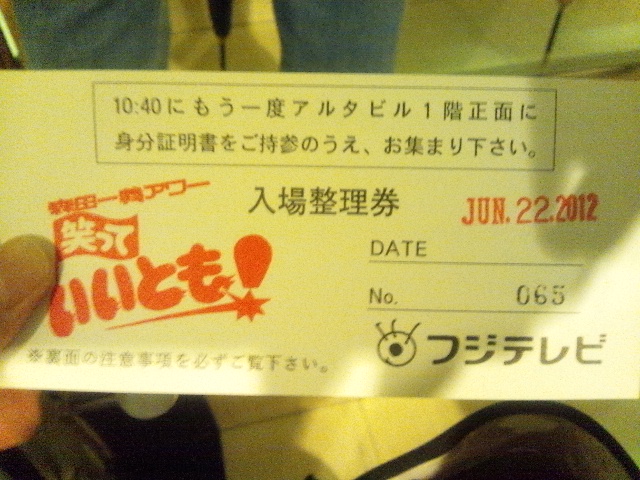 10:40にもう一度アルタビル1階正面に
身分証明書をご持参のうえ、お集まり下さい。
森田一義アワー
笑って
いいとも!
入場整理券
JUN.22.2012
DATE
No. 065
フジテレビ
※裏面の注意事項を必ずご覧下さい。